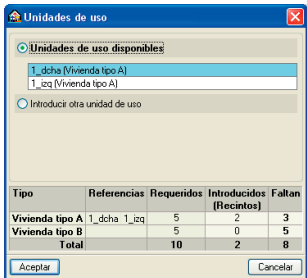 Unidades de uso
Unidades de uso disponibles
1_dcha (Vivienda tipo A)
1_izq (Vivienda tipo A)
Introducir otra unidad de uso
Tipo Referencias Requeridos Introducidos (Recintos) Faltan
Vivienda tipo A 1_dcha 1_izq 5 2 3
Vivienda tipo B 5 0 5
Total 10 2 8
Aceptar Cancelar